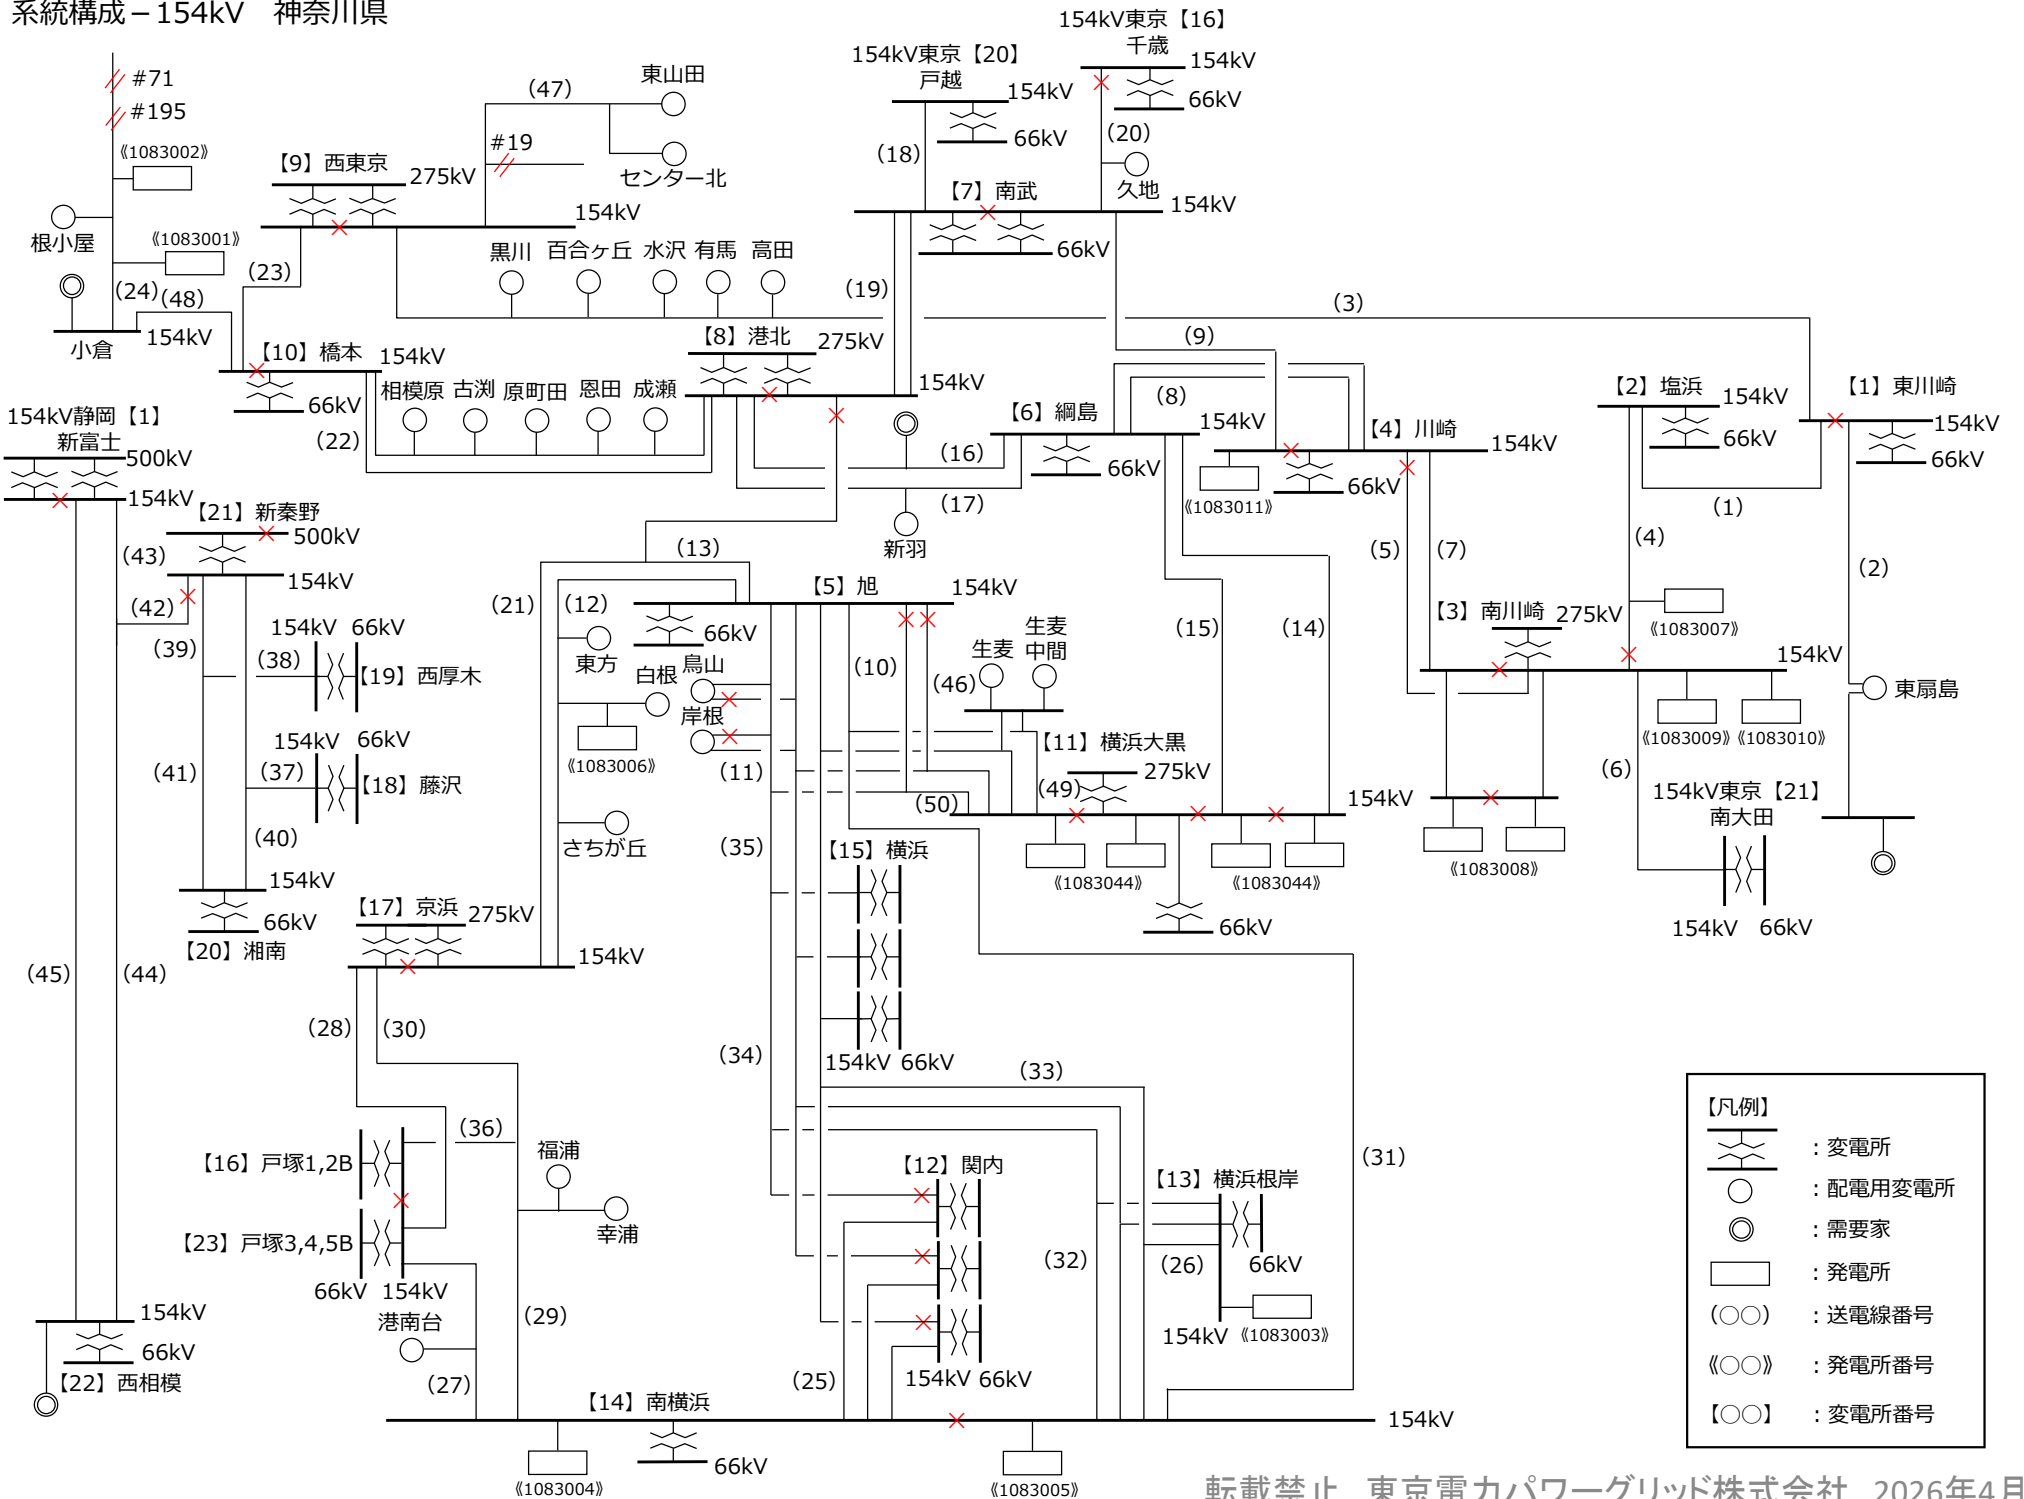 系統構成－154kV　神奈川県
154kV東京【16】
千歳
154kV
66kV
154kV東京【20】
戸越
154kV
66kV
(18)
(20)
久地
#71
#195
《1083002》
根小屋
《1083001》
(24)
(48)
(23)
小倉
154kV
(47)
東山田
#19
センター北
【9】西東京
275kV
154kV
【7】南武
154kV
66kV
黒川
百合ヶ丘
水沢
有馬
高田
(19)
(3)
(9)
【10】橋本
154kV
66kV
(22)
相模原
古渕
原町田
恩田
成瀬
【8】港北
275kV
154kV
(8)
【6】綱島
154kV
66kV
(16)
(17)
新羽
【4】川崎
154kV
66kV
《1083011》
【2】塩浜
154kV
66kV
【1】東川崎
154kV
66kV
(1)
(4)
(2)
(5)
(7)
154kV静岡【1】
新富士
500kV
154kV
【21】新秦野
500kV
154kV
(43)
(42)
(39)
(38)
154kV 66kV
【19】西厚木
154kV 66kV
(41)
(37)
【18】藤沢
(40)
154kV
66kV
【20】湘南
(45)
(44)
(13)
(21)
(12)
東方
白根
《1083006》
さちが丘
【5】旭
154kV
66kV
鳥山
岸根
(11)
(10)
(46)
生麦
生麦
中間
(15)
(14)
【11】横浜大黒
275kV
(49)
(50)
154kV
《1083044》
《1083044》
66kV
【3】南川崎
275kV
154kV
《1083007》
《1083009》
《1083010》
(6)
《1083008》
東扇島
154kV東京【21】
南大田
154kV 66kV
(35)
【15】横浜
154kV 66kV
【17】京浜
275kV
154kV
(28)
(30)
(34)
(33)
(31)
(36)
【16】戸塚1,2B
【23】戸塚3,4,5B
66kV 154kV
福浦
幸浦
港南台
(27)
(29)
【12】関内
154kV 66kV
(25)
(32)
【13】横浜根岸
66kV
(26)
154kV
《1083003》
154kV
66kV
【22】西相模
【14】南横浜
154kV
66kV
《1083004》
《1083005》
【凡例】
：変電所
：配電用変電所
：需要家
：発電所
(○○)
：送電線番号
《○○》
：発電所番号
【○○】
：変電所番号
転載禁止　東京電力パワーグリッド株式会社　2026年4月